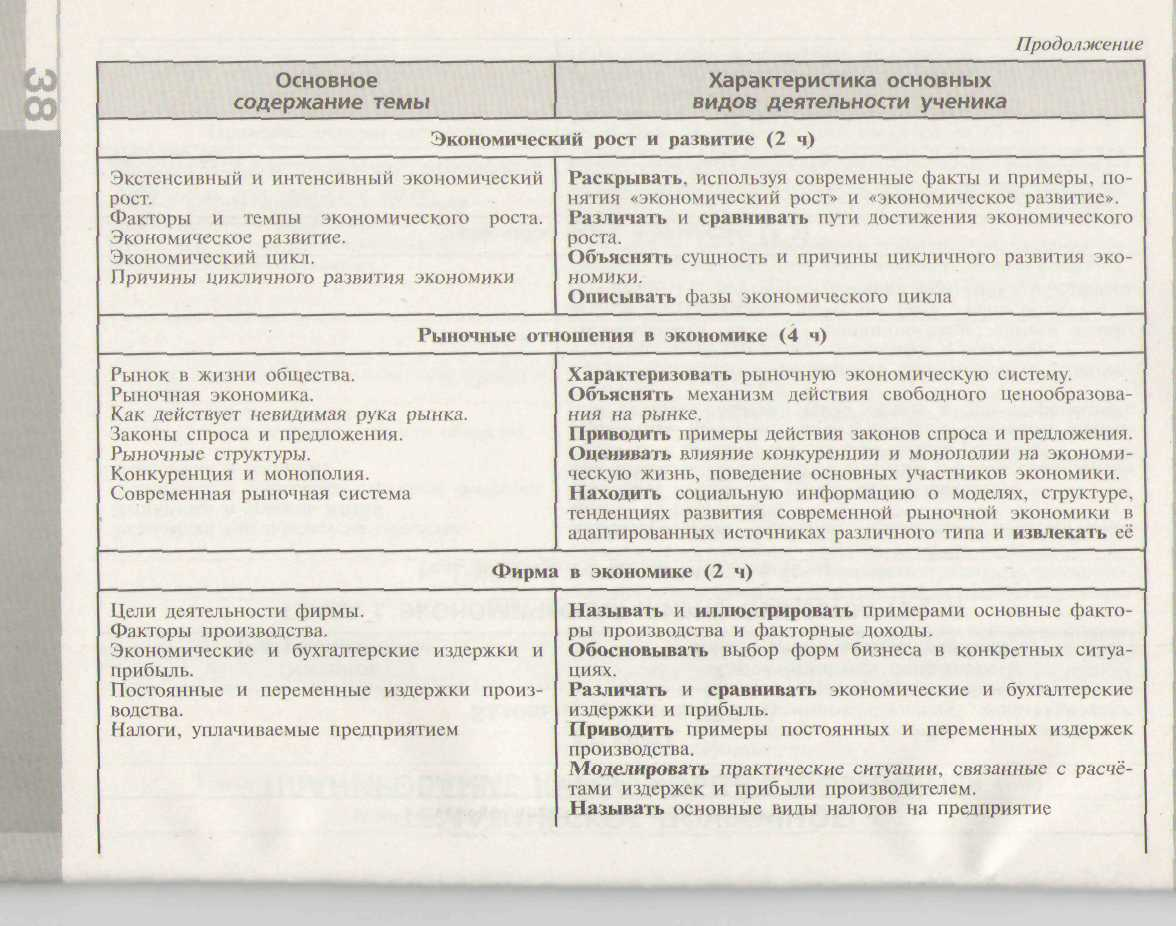 Продолжение
38
Основное
содержание темы
Характеристика основных
видов деятельности ученика
Экономический рост и развитие (2 ч)
Экстенсивный и интенсивный экономический
рост.
Факторы и темпы экономического роста.
Экономическое развитие.
Экономический цикл.
Причины цикличного развития экономики
Раскрывать, используя современные факты и примеры, по-
нятия «экономический рост» и «экономическое развитие».
Различать и сравнивать пути достижения экономического
роста.
Объяснять сущность и причины цикличного развития эко-
номики.
Описывать фазы экономического цикла
Рыночные отношения в экономике (4 ч)
Рынок в жизни общества.
Рыночная экономика.
Как действует невидимая рука рынка.
Законы спроса и предложения.
Рыночные структуры.
Конкуренция и монополия.
Современная рыночная система
Характеризовать рыночную экономическую систему.
Объяснять механизм действия свободного ценообразова-
ния на рынке.
Приводить примеры действия законов спроса и предложения.
Оценивать влияние конкуренции и монополии на экономи-
ческую жизнь, поведение основных участников экономики.
Находить социальную информацию о моделях, структуре,
тенденциях развития современной рыночной экономики в
адаптированных источниках различного типа и извлекать её
Фирма в экономике (2 ч)
Цели деятельности фирмы.
Факторы производства.
Экономические и бухгалтерские издержки и
прибыль.
Постоянные и переменные издержки произ-
водства.
Налоги, уплачиваемые предприятием
Называть и иллюстрировать примерами основные факто-
ры производства и факторные доходы.
Обосновывать выбор форм бизнеса в конкретных ситуа-
циях.
Различать и сравнивать экономические и бухгалтерские
издержки и прибыль.
Приводить примеры постоянных и переменных издержек
производства.
Моделировать практические ситуации, связанные с расчё-
тами издержек и прибыли производителем.
Называть основные виды налогов на предприятие